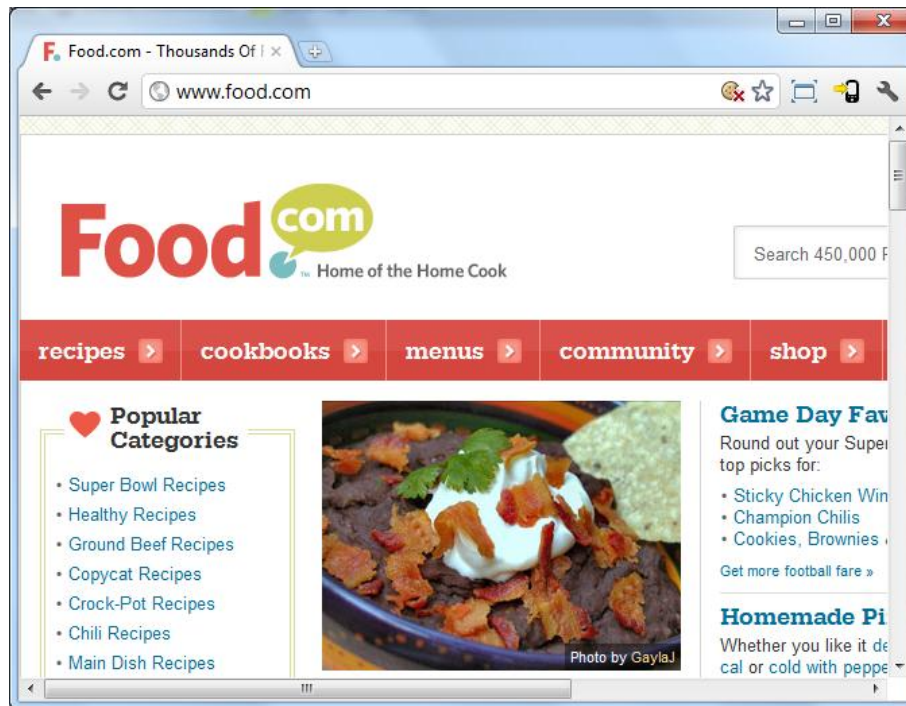 Food.com - Thousands Of
www.food.com
Food.com
™ Home of the Home Cook
Search 450,000
recipes
cookbooks
menus
community
shop
Popular
Categories
• Super Bowl Recipes
• Healthy Recipes
• Ground Beef Recipes
• Copycat Recipes
• Crock-Pot Recipes
• Chili Recipes
• Main Dish Recipes
Photo by GaylaJ
Game Day Fav
Round out your Super
top picks for:
• Sticky Chicken Win
• Champion Chilis
• Cookies, Brownies
Get more football fare »
Homemade Pi
Whether you like it de
cal or cold with peppe